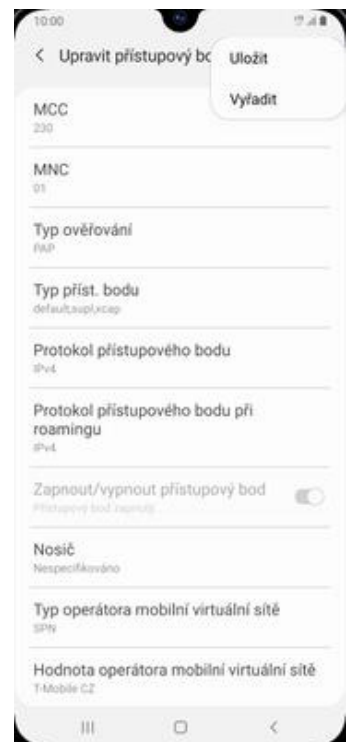 10:00
Upravit přístupový bo
Uložit
Vyřadit
MCC
230
MNC
01
Typ ověřování
PAP
Typ příst. bodu
default,supl,xcap
Protokol přístupového bodu
IPv4
Protokol přístupového bodu při
roamingu
IPv4
Zapnout/vypnout přístupový bod
Přístupový bod zapnutý
Nosič
Nespecifikováno
Typ operátora mobilní virtuální sítě
SPN
Hodnota operátora mobilní virtuální sítě
T-Mobile CZ